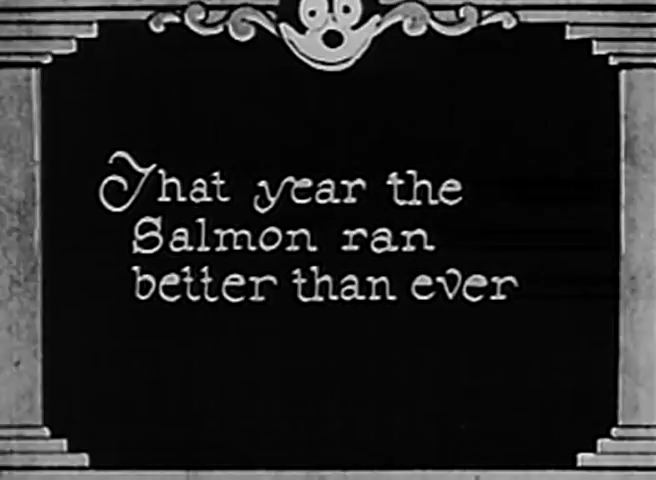 That year the
Salmon ran
better than ever